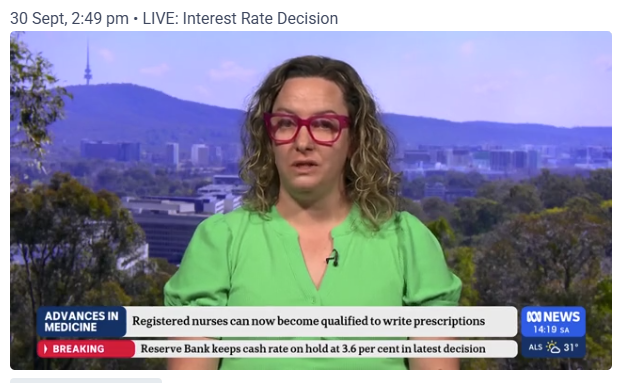 30 Sept, 2:49 pm • LIVE: Interest Rate Decision
ADVANCES IN
MEDICINE
Registered nurses can now become qualified to write prescriptions
NEWS
14:19 SA
BREAKING
Reserve Bank keeps cash rate on hold at 3.6 per cent in latest decision
ALS 31°